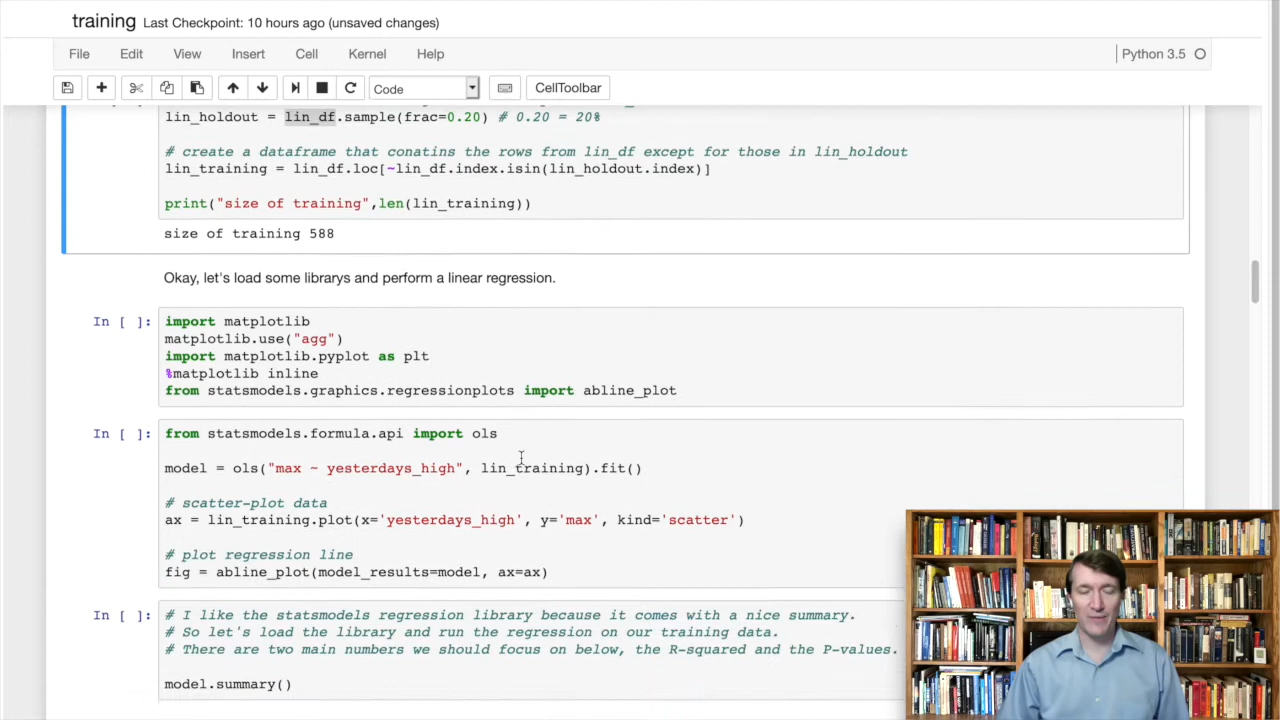 training Last Checkpoint: 10 hours ago (unsaved changes)
File Edit View Insert Cell Kernel Help Python 3.5
Code CellToolbar
lin_holdout = lin_df.sample(frac=0.20) # 0.20 = 20%
# create a dataframe that conatins the rows from lin_df except for those in lin_holdout
lin_training = lin_df.loc[~lin_df.index.isin(lin_holdout.index)]
print("size of training",len(lin_training))
size of training 588
Okay, let's load some librarys and perform a linear regression.
In [ ]: import matplotlib
matplotlib.use("agg")
import matplotlib.pyplot as plt
%matplotlib inline
from statsmodels.graphics.regressionplots import abline_plot
In [ ]: from statsmodels.formula.api import ols
model = ols("max ~ yesterdays_high", lin_training).fit()
# scatter-plot data
ax = lin_training.plot(x='yesterdays_high', y='max', kind='scatter')
# plot regression line
fig = abline_plot(model_results=model, ax=ax)
In [ ]: # I like the statsmodels regression library because it comes with a nice summary.
# So let's load the library and run the regression on our training data.
# There are two main numbers we should focus on below, the R-squared and the P-values.
model.summary()